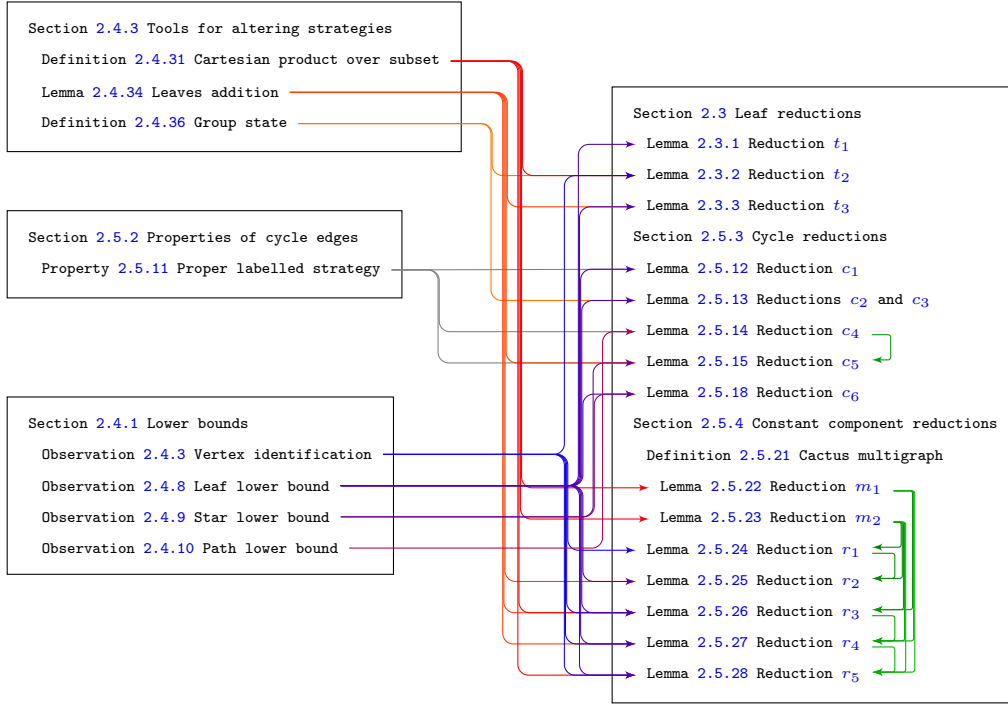 Section 2.4.3 Tools for altering strategies
Definition 2.4.31 Cartesian product over subset
Lemma 2.4.34 Leaves addition
Definition 2.4.36 Group state
Section 2.5.2 Properties of cycle edges
Property 2.5.11 Proper labelled strategy
Section 2.4.1 Lower bounds
Observation 2.4.3 Vertex identification
Observation 2.4.8 Leaf lower bound
Observation 2.4.9 Star lower bound
Observation 2.4.10 Path lower bound
Section 2.3 Leaf reductions
Lemma 2.3.1 Reduction t₁
Lemma 2.3.2 Reduction t₂
Lemma 2.3.3 Reduction t₃
Section 2.5.3 Cycle reductions
Lemma 2.5.12 Reduction c₁
Lemma 2.5.13 Reductions c₂ and c₃
Lemma 2.5.14 Reduction c₄
Lemma 2.5.15 Reduction c₅
Lemma 2.5.18 Reduction c₆
Section 2.5.4 Constant component reductions
Definition 2.5.21 Cactus multigraph
Lemma 2.5.22 Reduction m₁
Lemma 2.5.23 Reduction m₂
Lemma 2.5.24 Reduction r₁
Lemma 2.5.25 Reduction r₂
Lemma 2.5.26 Reduction r₃
Lemma 2.5.27 Reduction r₄
Lemma 2.5.28 Reduction r₅